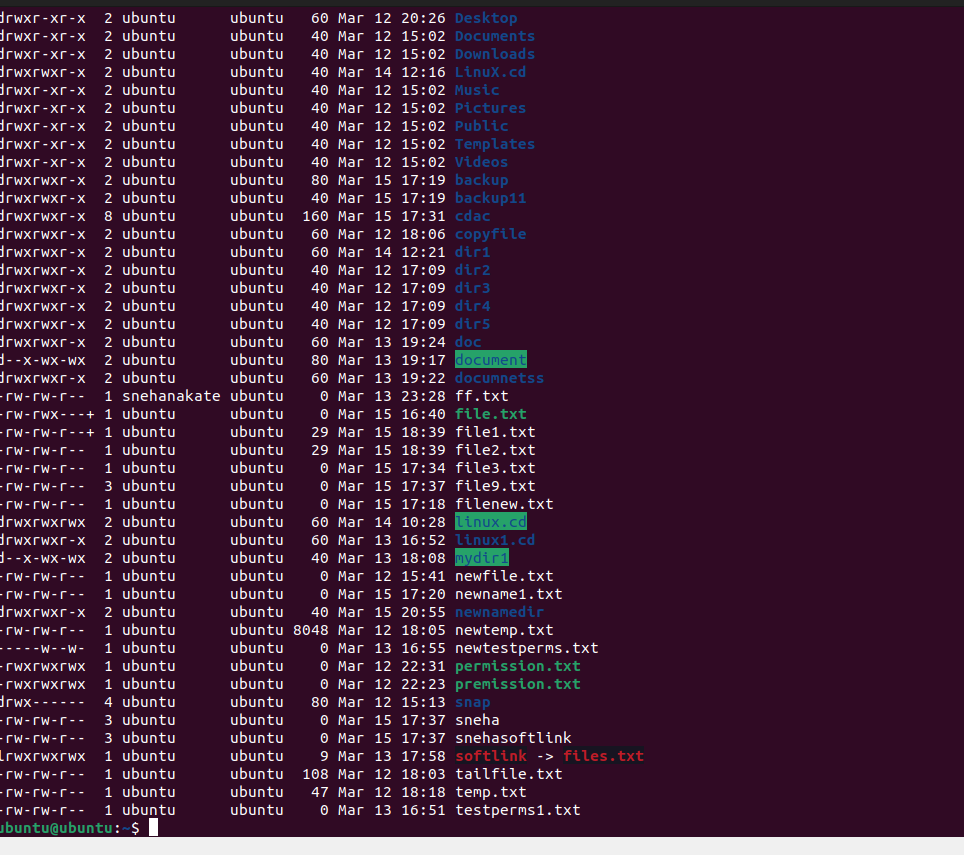 drwxr-xr-x 2 ubuntu ubuntu 60 Mar 12 20:26 Desktop
drwxr-xr-x 2 ubuntu ubuntu 40 Mar 12 15:02 Documents
drwxr-xr-x 2 ubuntu ubuntu 40 Mar 12 15:02 Downloads
drwxrwxr-x 2 ubuntu ubuntu 40 Mar 14 12:16 LinuX.cd
drwxr-xr-x 2 ubuntu ubuntu 40 Mar 12 15:02 Music
drwxr-xr-x 2 ubuntu ubuntu 40 Mar 12 15:02 Pictures
drwxr-xr-x 2 ubuntu ubuntu 40 Mar 12 15:02 Public
drwxr-xr-x 2 ubuntu ubuntu 40 Mar 12 15:02 Templates
drwxr-xr-x 2 ubuntu ubuntu 40 Mar 12 15:02 Videos
drwxrwxr-x 2 ubuntu ubuntu 80 Mar 15 17:19 backup
drwxrwxr-x 2 ubuntu ubuntu 40 Mar 15 17:19 backup11
drwxrwxr-x 8 ubuntu ubuntu 160 Mar 15 17:31 cdac
drwxrwxr-x 2 ubuntu ubuntu 60 Mar 12 18:06 copyfile
drwxrwxr-x 2 ubuntu ubuntu 60 Mar 14 12:21 dir1
drwxrwxr-x 2 ubuntu ubuntu 40 Mar 12 17:09 dir2
drwxrwxr-x 2 ubuntu ubuntu 40 Mar 12 17:09 dir3
drwxrwxr-x 2 ubuntu ubuntu 40 Mar 12 17:09 dir4
drwxrwxr-x 2 ubuntu ubuntu 40 Mar 12 17:09 dir5
drwxrwxr-x 2 ubuntu ubuntu 60 Mar 13 19:24 doc
d--x-wx-wx 2 ubuntu ubuntu 80 Mar 13 19:17 document
drwxrwxr-x 2 ubuntu ubuntu 60 Mar 13 19:22 documnetss
-rw-rw-r-- 1 snehanakate ubuntu 0 Mar 13 23:28 ff.txt
-rw-rwx---+ 1 ubuntu ubuntu 0 Mar 15 16:40 file.txt
-rw-rw-r--+ 1 ubuntu ubuntu 29 Mar 15 18:39 file1.txt
-rw-rw-r-- 1 ubuntu ubuntu 29 Mar 15 18:39 file2.txt
-rw-rw-r-- 1 ubuntu ubuntu 0 Mar 15 17:34 file3.txt
-rw-rw-r-- 3 ubuntu ubuntu 0 Mar 15 17:37 file9.txt
-rw-rw-r-- 1 ubuntu ubuntu 0 Mar 15 17:18 filenew.txt
drwxrwxrwx 2 ubuntu ubuntu 60 Mar 14 10:28 linux.cd
drwxrwxr-x 2 ubuntu ubuntu 60 Mar 13 16:52 linux1.cd
d--x-wx-wx 2 ubuntu ubuntu 40 Mar 13 18:08 mydir1
-rw-rw-r-- 1 ubuntu ubuntu 0 Mar 12 15:41 newfile.txt
-rw-rw-r-- 1 ubuntu ubuntu 0 Mar 15 17:20 newname1.txt
drwxrwxr-x 2 ubuntu ubuntu 40 Mar 15 20:55 newnamedir
-rw-rw-r-- 1 ubuntu ubuntu 8048 Mar 12 18:05 newtemp.txt
-----w--w- 1 ubuntu ubuntu 0 Mar 13 16:55 newtestperms.txt
-rwxrwxrwx 1 ubuntu ubuntu 0 Mar 12 22:31 permission.txt
-rwxrwxrwx 1 ubuntu ubuntu 0 Mar 12 22:23 premission.txt
drwx------ 4 ubuntu ubuntu 80 Mar 12 15:13 snap
-rw-rw-r-- 3 ubuntu ubuntu 0 Mar 15 17:37 sneha
-rw-rw-r-- 3 ubuntu ubuntu 0 Mar 15 17:37 snehasoftlink
lrwxrwxrwx 1 ubuntu ubuntu 9 Mar 13 17:58 softlink -> files.txt
-rw-rw-r-- 1 ubuntu ubuntu 108 Mar 12 18:03 tailfile.txt
-rw-rw-r-- 1 ubuntu ubuntu 47 Mar 12 18:18 temp.txt
-rw-rw-r-- 1 ubuntu ubuntu 0 Mar 13 16:51 testperms1.txt
ubuntu@ubuntu:~$